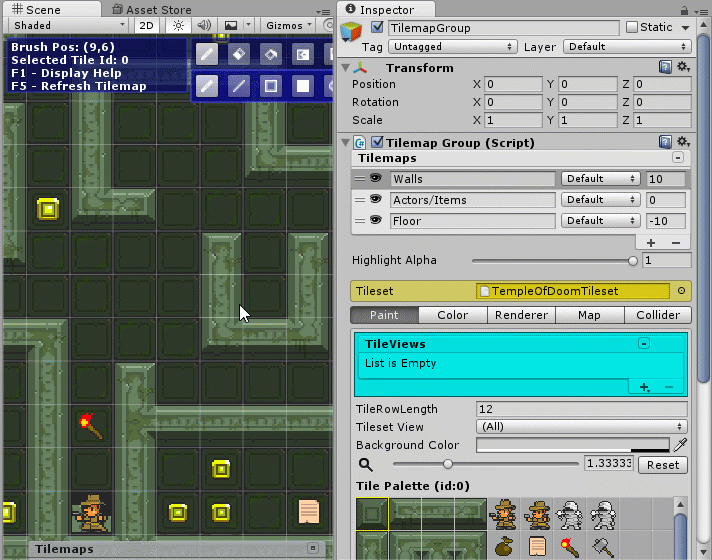 Scene
Asset Store
Shaded
2D
Gizmos
Brush Pos: (9,6)
Selected Tile Id: 0
F1 - Display Help
F5 - Refresh Tilemap
Tilemaps
Inspector
TilemapGroup
Static
Tag Untagged Layer Default
Transform
Position X 0 Y 0 Z 0
Rotation X 0 Y 0 Z 0
Scale X 1 Y 1 Z 1
Tilemap Group (Script)
Tilemaps
Walls Default 10
Actors/Items Default 0
Floor Default -10
Highlight Alpha 1
Tileset TempleOfDoomTileset
Paint Color Renderer Map Collider
TileViews
List is Empty
TileRowLength 12
Tileset View (All)
Background Color
1.33333 Reset
Tile Palette (id:0)